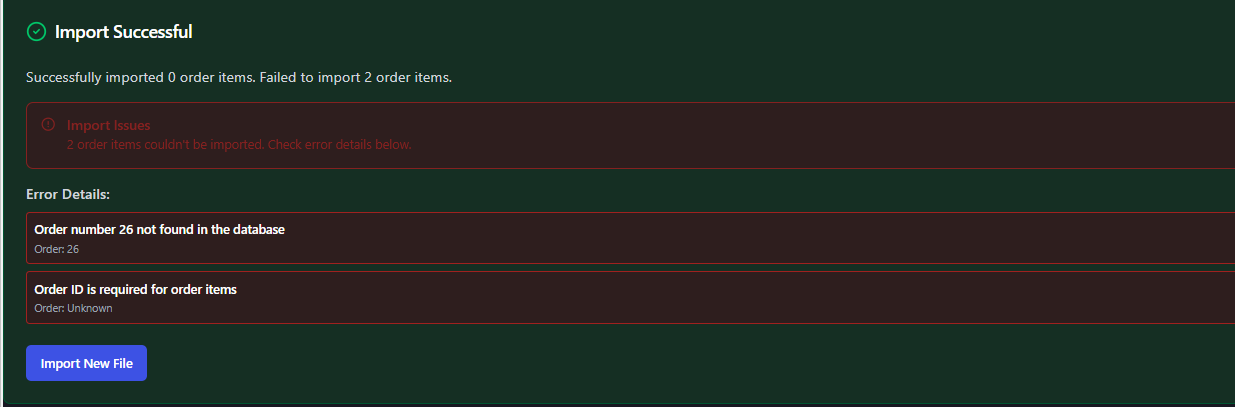 Import Successful
Successfully imported 0 order items. Failed to import 2 order items.
Import Issues
2 order items couldn't be imported. Check error details below.
Error Details:
Order number 26 not found in the database
Order: 26
Order ID is required for order items
Order: Unknown
Import New File